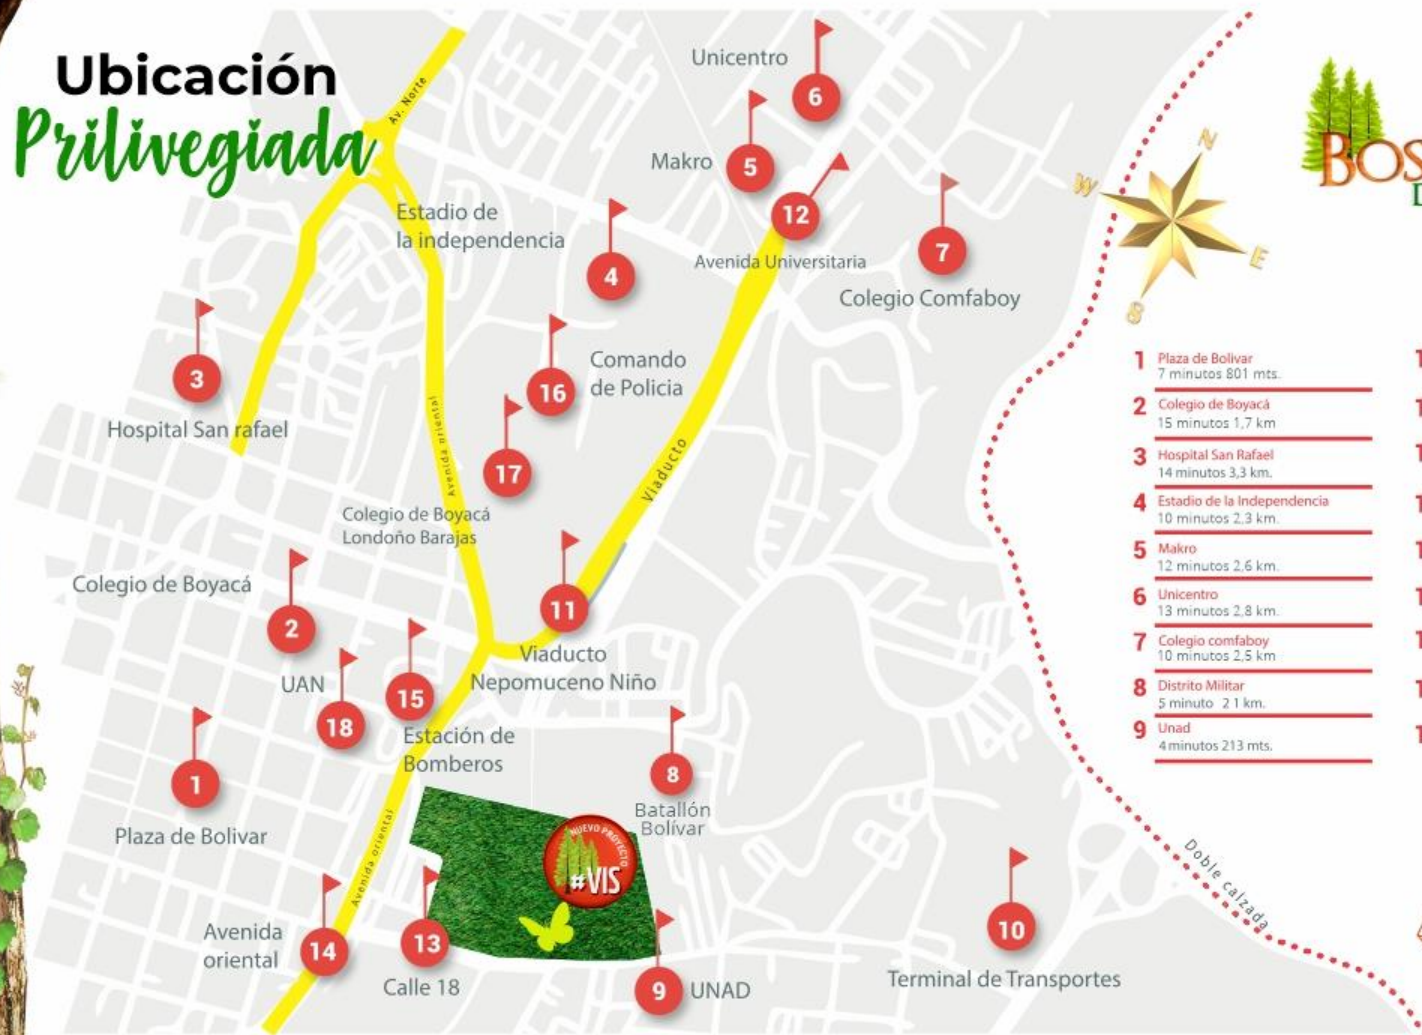 Ubicación
Prilivegiada
Av. Norte
Unicentro
6
Makro
5
12
Avenida Universitaria
7
Colegio Comfaboy
Estadio de
la independencia
4
3
Hospital San rafael
16
Comando
de Policia
17
Avenida oriental
Viaducto
Colegio de Boyacá
Londoño Barajas
Colegio de Boyacá
2
11
Viaducto
Nepomuceno Niño
UAN
18
15
Estación de
Bomberos
1
Plaza de Bolivar
8
Batallón
Bolívar
NUEVO PROYECTO
#VIS
Avenida oriental
Avenida
oriental
14
13
Calle 18
9
UNAD
10
Terminal de Transportes
Doble calzada
N
W
E
S
1 Plaza de Bolivar
7 minutos 801 mts.
2 Colegio de Boyacá
15 minutos 1,7 km
3 Hospital San Rafael
14 minutos 3,3 km.
4 Estadio de la Independencia
10 minutos 2,3 km.
5 Makro
12 minutos 2,6 km.
6 Unicentro
13 minutos 2,8 km.
7 Colegio comfaboy
10 minutos 2,5 km
8 Distrito Militar
5 minuto 2 1 km.
9 Unad
4 minutos 213 mts.